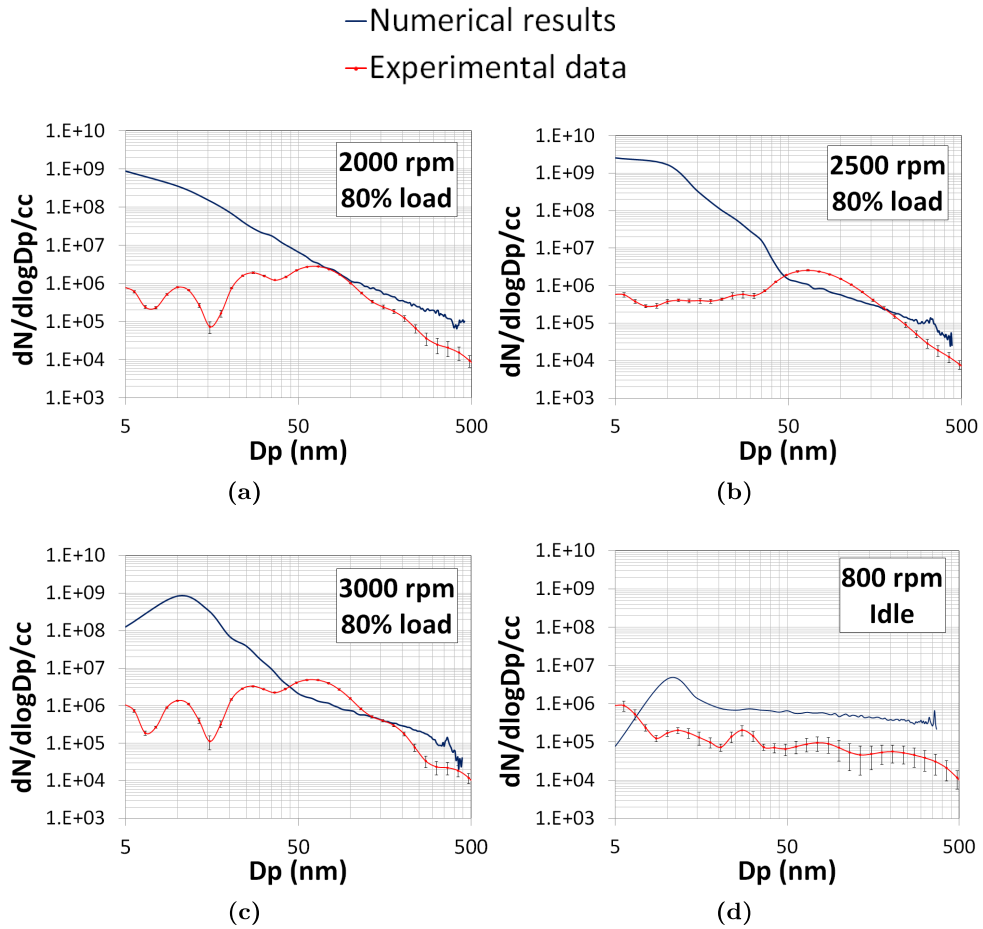 Numerical results
Experimental data
dN/dlogDp/cc
1.E+10
1.E+09
1.E+08
1.E+07
1.E+06
1.E+05
1.E+04
1.E+03
2000 rpm
80% load
5
50
500
Dp (nm)
(a)
dN/dlogDp/cc
1.E+10
1.E+09
1.E+08
1.E+07
1.E+06
1.E+05
1.E+04
1.E+03
2500 rpm
80% load
5
50
500
Dp (nm)
(b)
dN/dlogDp/cc
1.E+10
1.E+09
1.E+08
1.E+07
1.E+06
1.E+05
1.E+04
1.E+03
3000 rpm
80% load
5
50
500
Dp (nm)
(c)
dN/dlogDp/cc
1.E+10
1.E+09
1.E+08
1.E+07
1.E+06
1.E+05
1.E+04
1.E+03
800 rpm
Idle
5
50
500
Dp (nm)
(d)